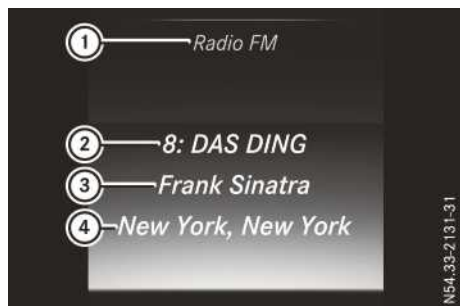 1 Radio FM
2 8: DAS DING
3 Frank Sinatra
4 New York, New York
N54.33-2131-31